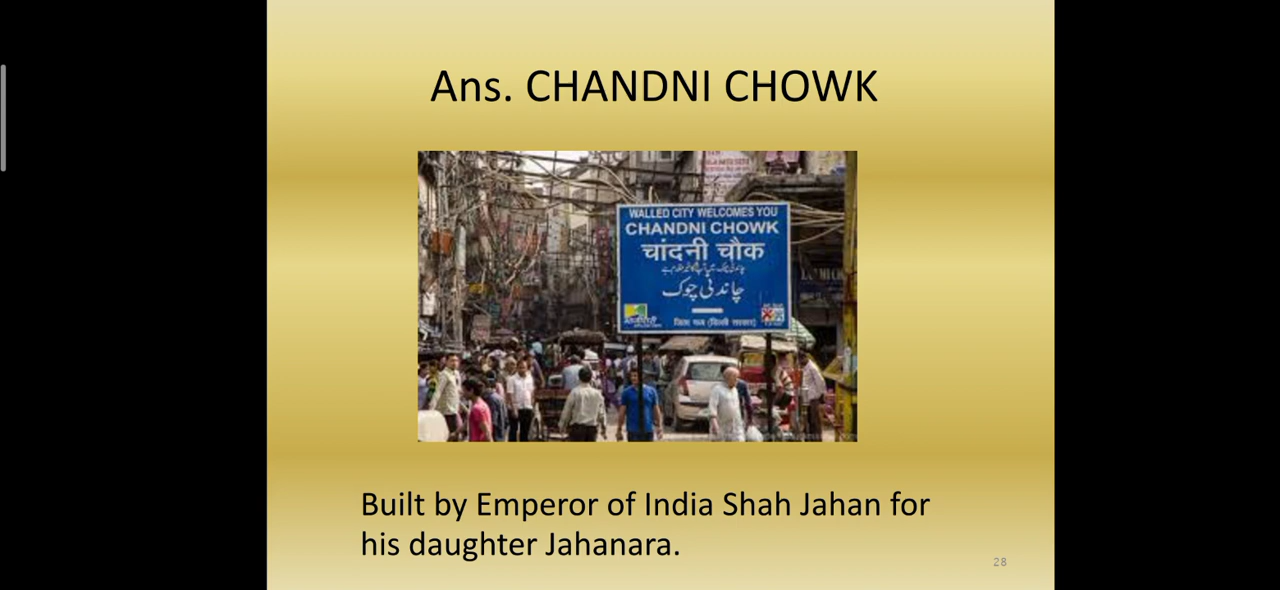 Ans. CHANDNI CHOWK
WALLED CITY WELCOMES YOU
CHANDNI CHOWK
चांदनी चौक
چاندنی چوک
Built by Emperor of India Shah Jahan for
his daughter Jahanara.
28